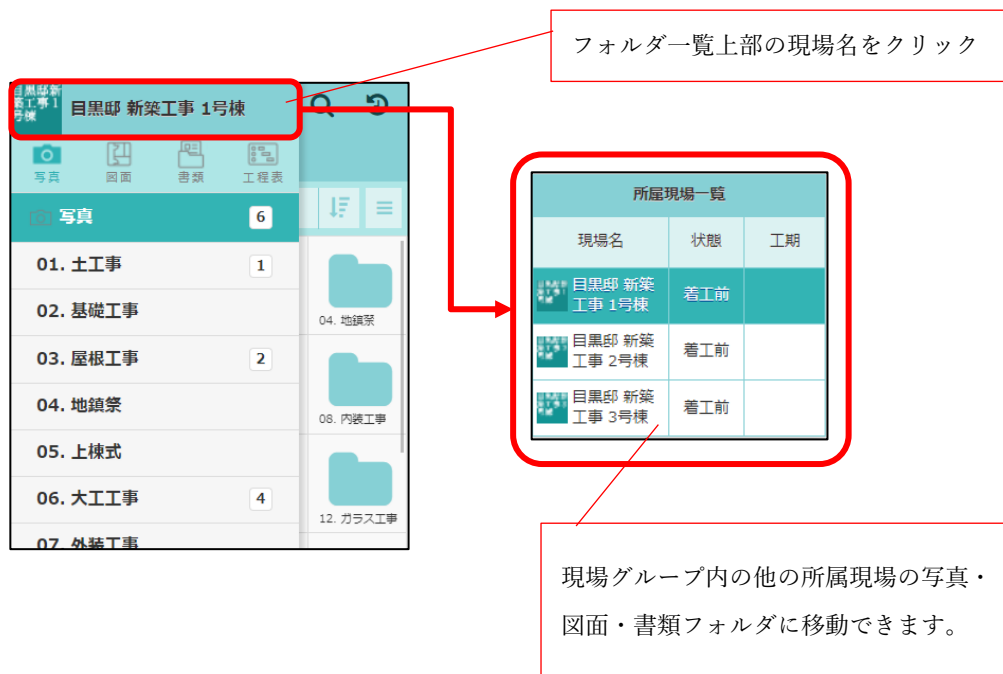 フォルダ一覧上部の現場名をクリック
目黒邸新
築工事1
号棟
目黒邸 新築工事 1号棟
写真
図面
書類
工程表
写真
6
01. 土工事
1
02. 基礎工事
03. 屋根工事
2
04. 地鎮祭
05. 上棟式
06. 大工工事
4
07. 外装工事
04. 地鎮祭
08. 内装工事
12. ガラス工事
所属現場一覧
現場名 状態 工期
目黒邸 新築
工事 1号棟
着工前
目黒邸 新築
工事 2号棟
着工前
目黒邸 新築
工事 3号棟
着工前
現場グループ内の他の所属現場の写真・
図面・書類フォルダに移動できます。